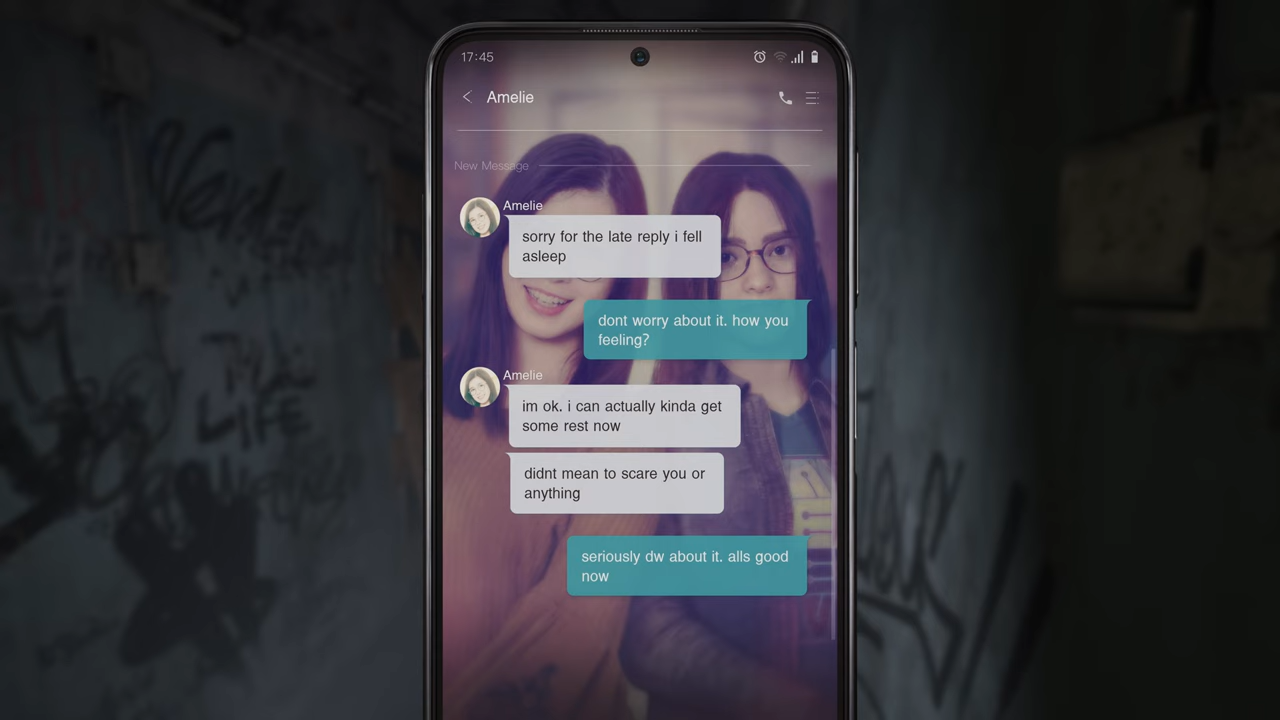 17:45
Amelie
New Message
Amelie
sorry for the late reply i fell
asleep
dont worry about it. how you
feeling?
Amelie
im ok. i can actually kinda get
some rest now
didnt mean to scare you or
anything
seriously dw about it. alls good
now
LIFE